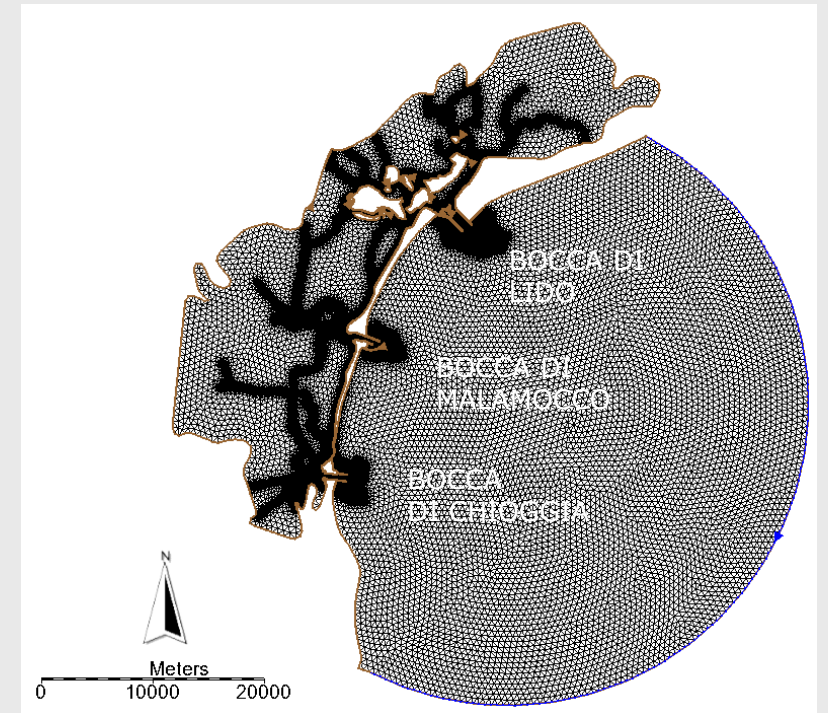 BOCCA DI
LIDO
BOCCA DI
MALAMOCCO
BOCCA
DI CHIOGGIA
N
Meters
0 10000 20000